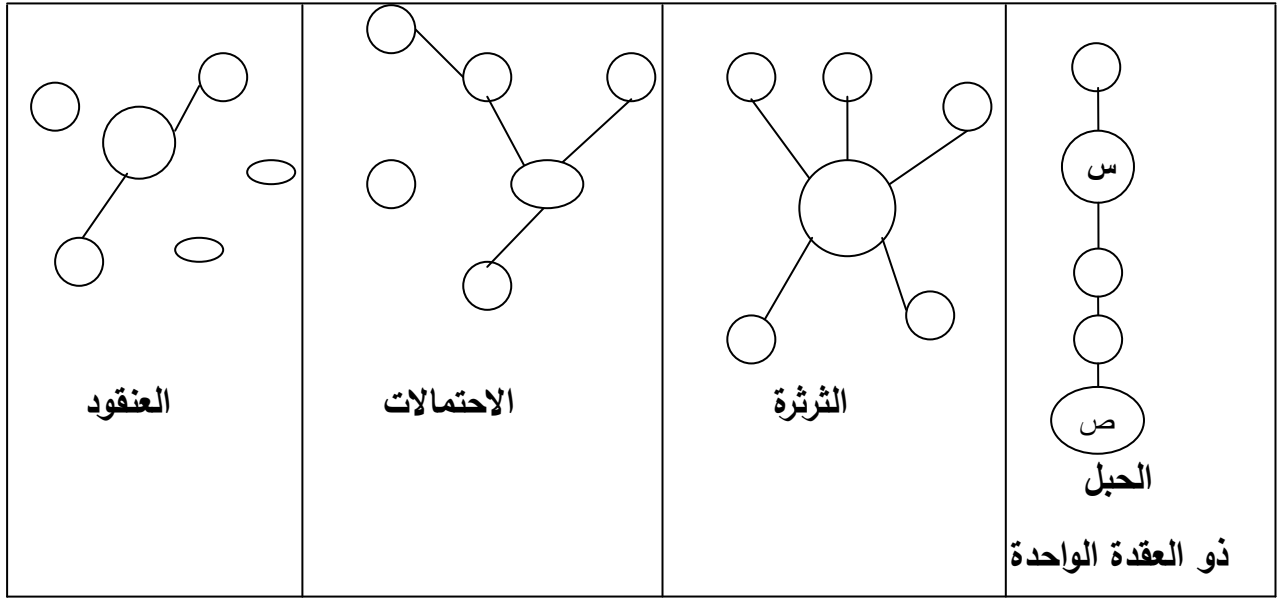 س
ص
الحبل
ذو العقدة الواحدة
الثرثرة
الاحتمالات
العنقود